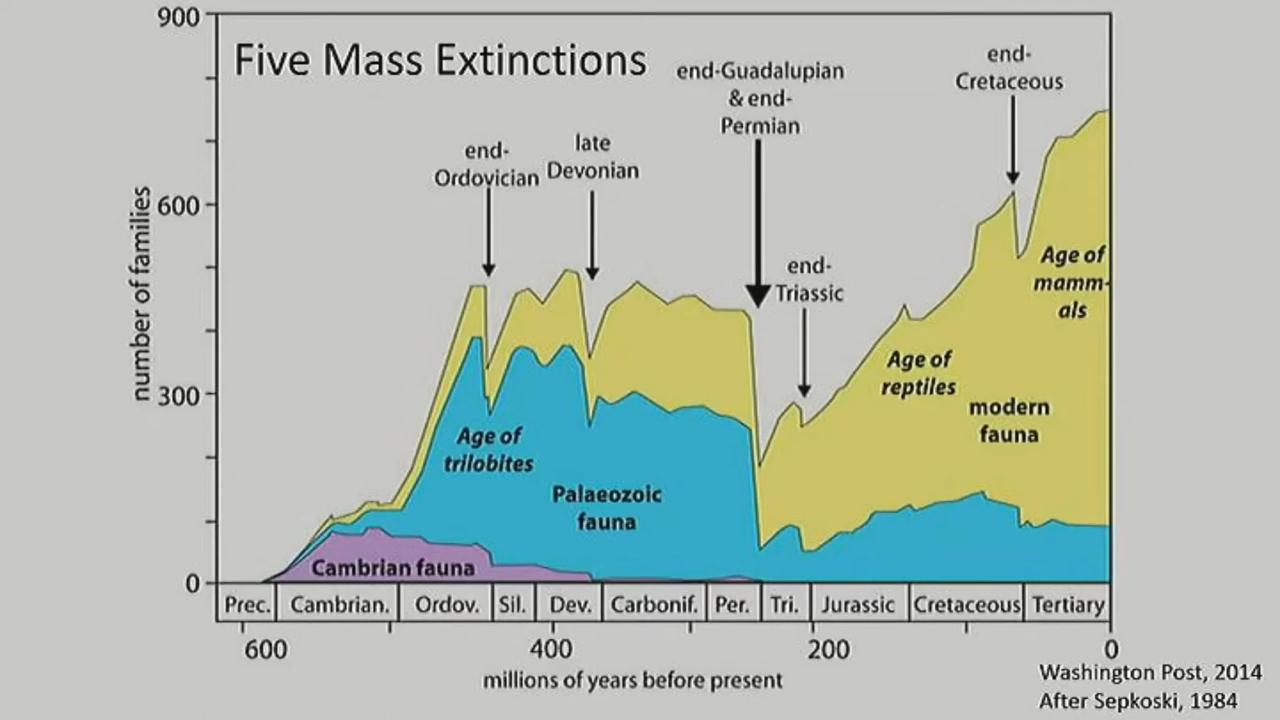 900
Five Mass Extinctions
end-
Cretaceous
end-Guadalupian
& end-
Permian
end-
Ordovician
late
Devonian
number of families
600
end-
Triassic
Age of
mamm-
als
Age of
reptiles
modern
fauna
300
Age of
trilobites
Palaeozoic
fauna
Cambrian fauna
0
Prec. Cambrian. Ordov. Sil. Dev. Carbonif. Per. Tri. Jurassic Cretaceous Tertiary
600 400 200 0
millions of years before present
Washington Post, 2014
After Sepkoski, 1984